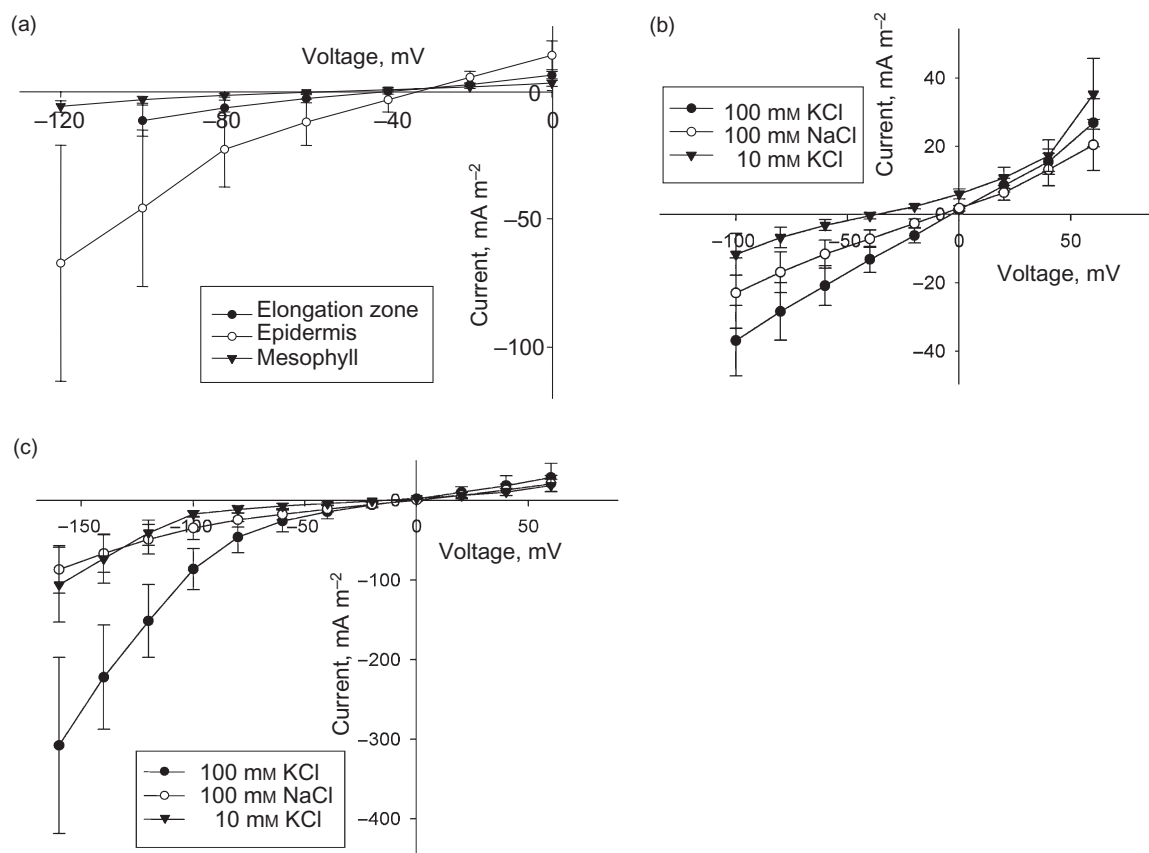 (a)
Voltage, mV
−120
−80
−40
0
0
−50
−100
Current, mA m⁻²
Elongation zone
Epidermis
Mesophyll
(b)
Current, mA m⁻²
40
20
0
−20
−40
−100
−50
0
50
Voltage, mV
100 mM KCl
100 mM NaCl
10 mM KCl
(c)
0
−100
−200
−300
−400
−150
−100
−50
0
50
Voltage, mV
Current, mA m⁻²
100 mM KCl
100 mM NaCl
10 mM KCl